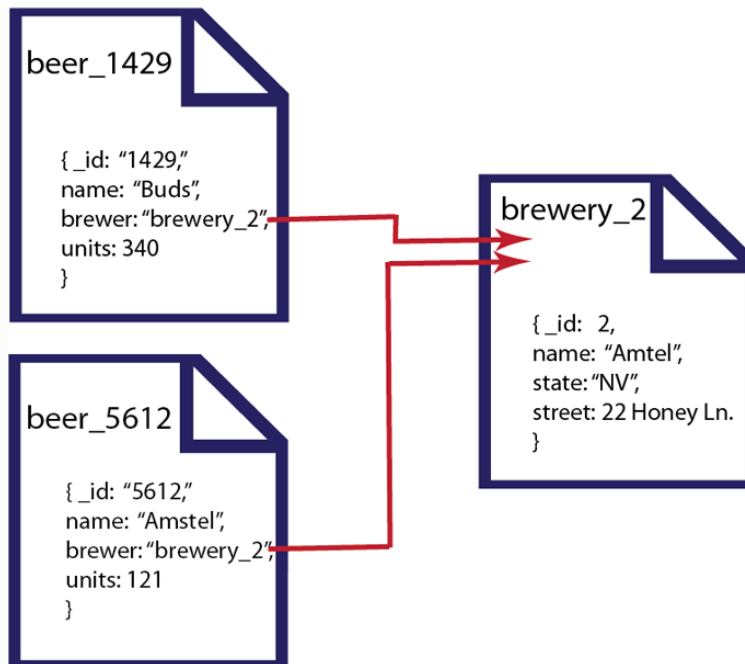 beer_1429
{ _id: “1429,”
name: “Buds”,
brewer: “brewery_2”,
units: 340
}
beer_5612
{ _id: “5612,”
name: “Amstel”,
brewer: “brewery_2”,
units: 121
}
brewery_2
{ _id: 2,
name: “Amtel”,
state: “NV”,
street: 22 Honey Ln.
}